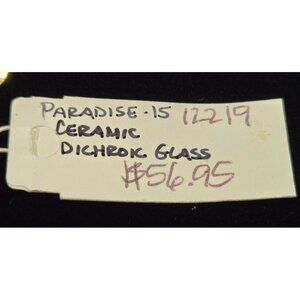 PARADISE-15 12219
CERAMIC
DICHROIC GLASS
$56.95